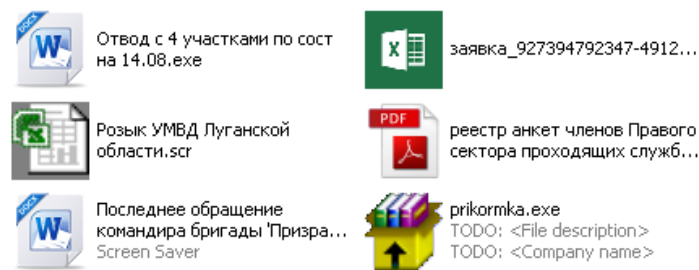 DOCX
W
Отвод с 4 участками по сост
на 14.08.exe
X
заявка_927394792347-4912...
X
Розык УМВД Луганской
области.scr
PDF
реестр анкет членов Правого
сектора проходящих служб...
DOCX
W
Последнее обращение
командира бригады 'Призра...
Screen Saver
prikormka.exe
TODO: <File description>
TODO: <Company name>